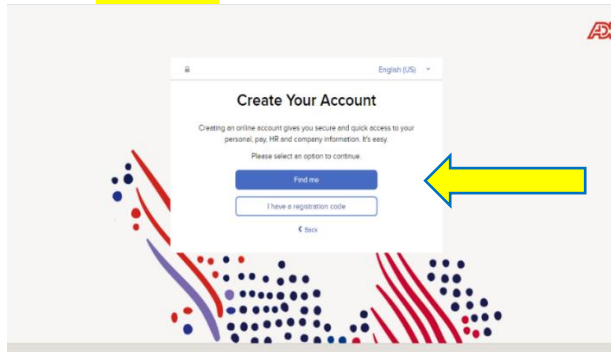 ADP
English (US)
Create Your Account
Creating an online account gives you secure and quick access to your
personal, pay, HR and company information. It's easy.
Please select an option to continue.
Find me
I have a registration code
Back